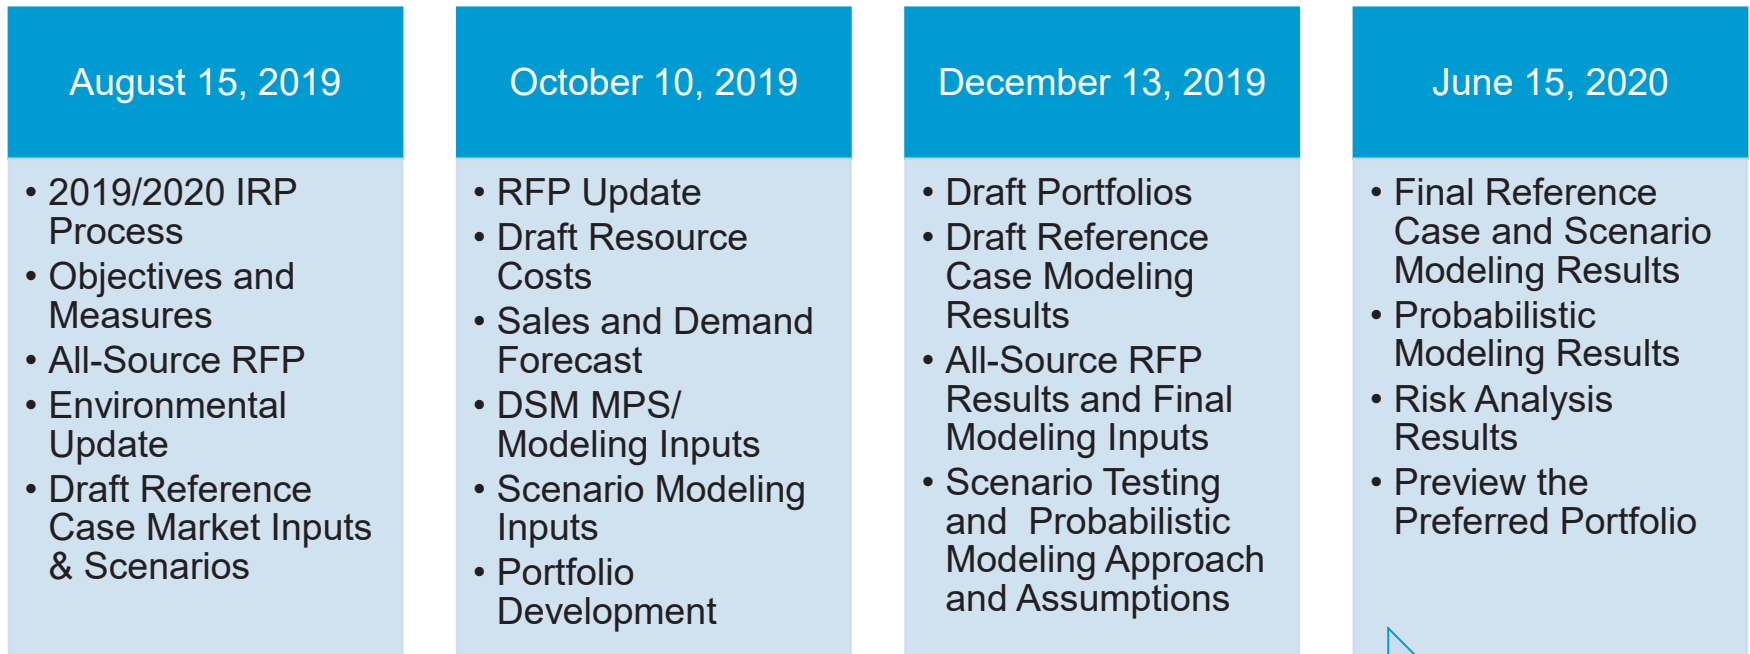 August 15, 2019
• 2019/2020 IRP
Process
• Objectives and
Measures
• All-Source RFP
• Environmental
Update
• Draft Reference
Case Market Inputs
& Scenarios
October 10, 2019
• RFP Update
• Draft Resource
Costs
• Sales and Demand
Forecast
• DSM MPS/
Modeling Inputs
• Scenario Modeling
Inputs
• Portfolio
Development
December 13, 2019
• Draft Portfolios
• Draft Reference
Case Modeling
Results
• All-Source RFP
Results and Final
Modeling Inputs
• Scenario Testing
and  Probabilistic
Modeling Approach
and Assumptions
June 15, 2020
• Final Reference
Case and Scenario
Modeling Results
• Probabilistic
Modeling Results
• Risk Analysis
Results
• Preview the
Preferred Portfolio